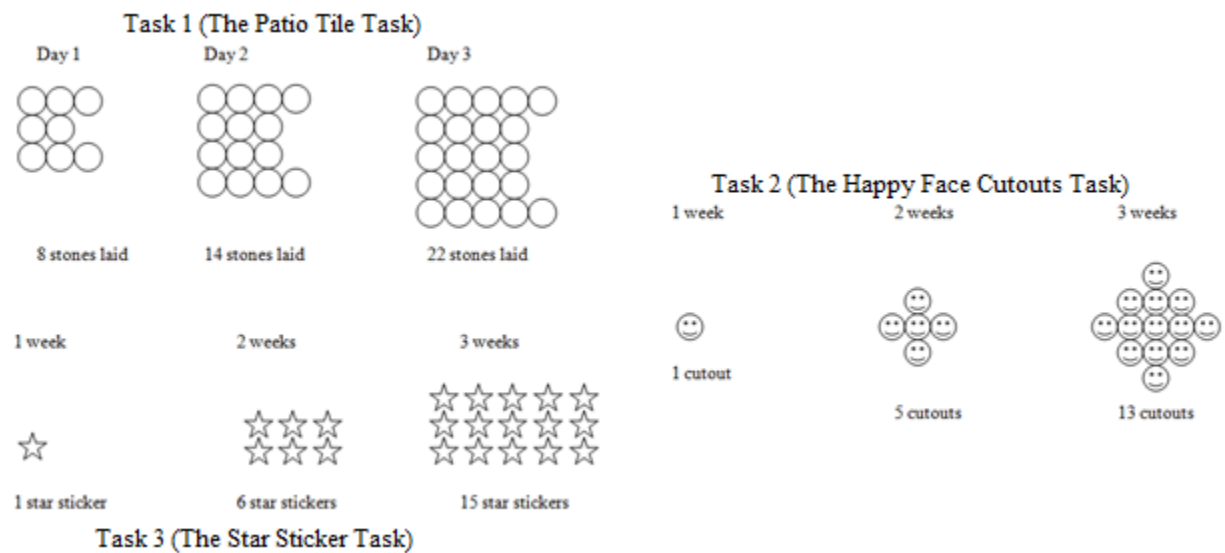 Task 1 (The Patio Tile Task)
Day 1 Day 2 Day 3
8 stones laid 14 stones laid 22 stones laid
Task 2 (The Happy Face Cutouts Task)
1 week 2 weeks 3 weeks
1 cutout
5 cutouts 13 cutouts
1 week 2 weeks 3 weeks
1 star sticker 6 star stickers 15 star stickers
Task 3 (The Star Sticker Task)